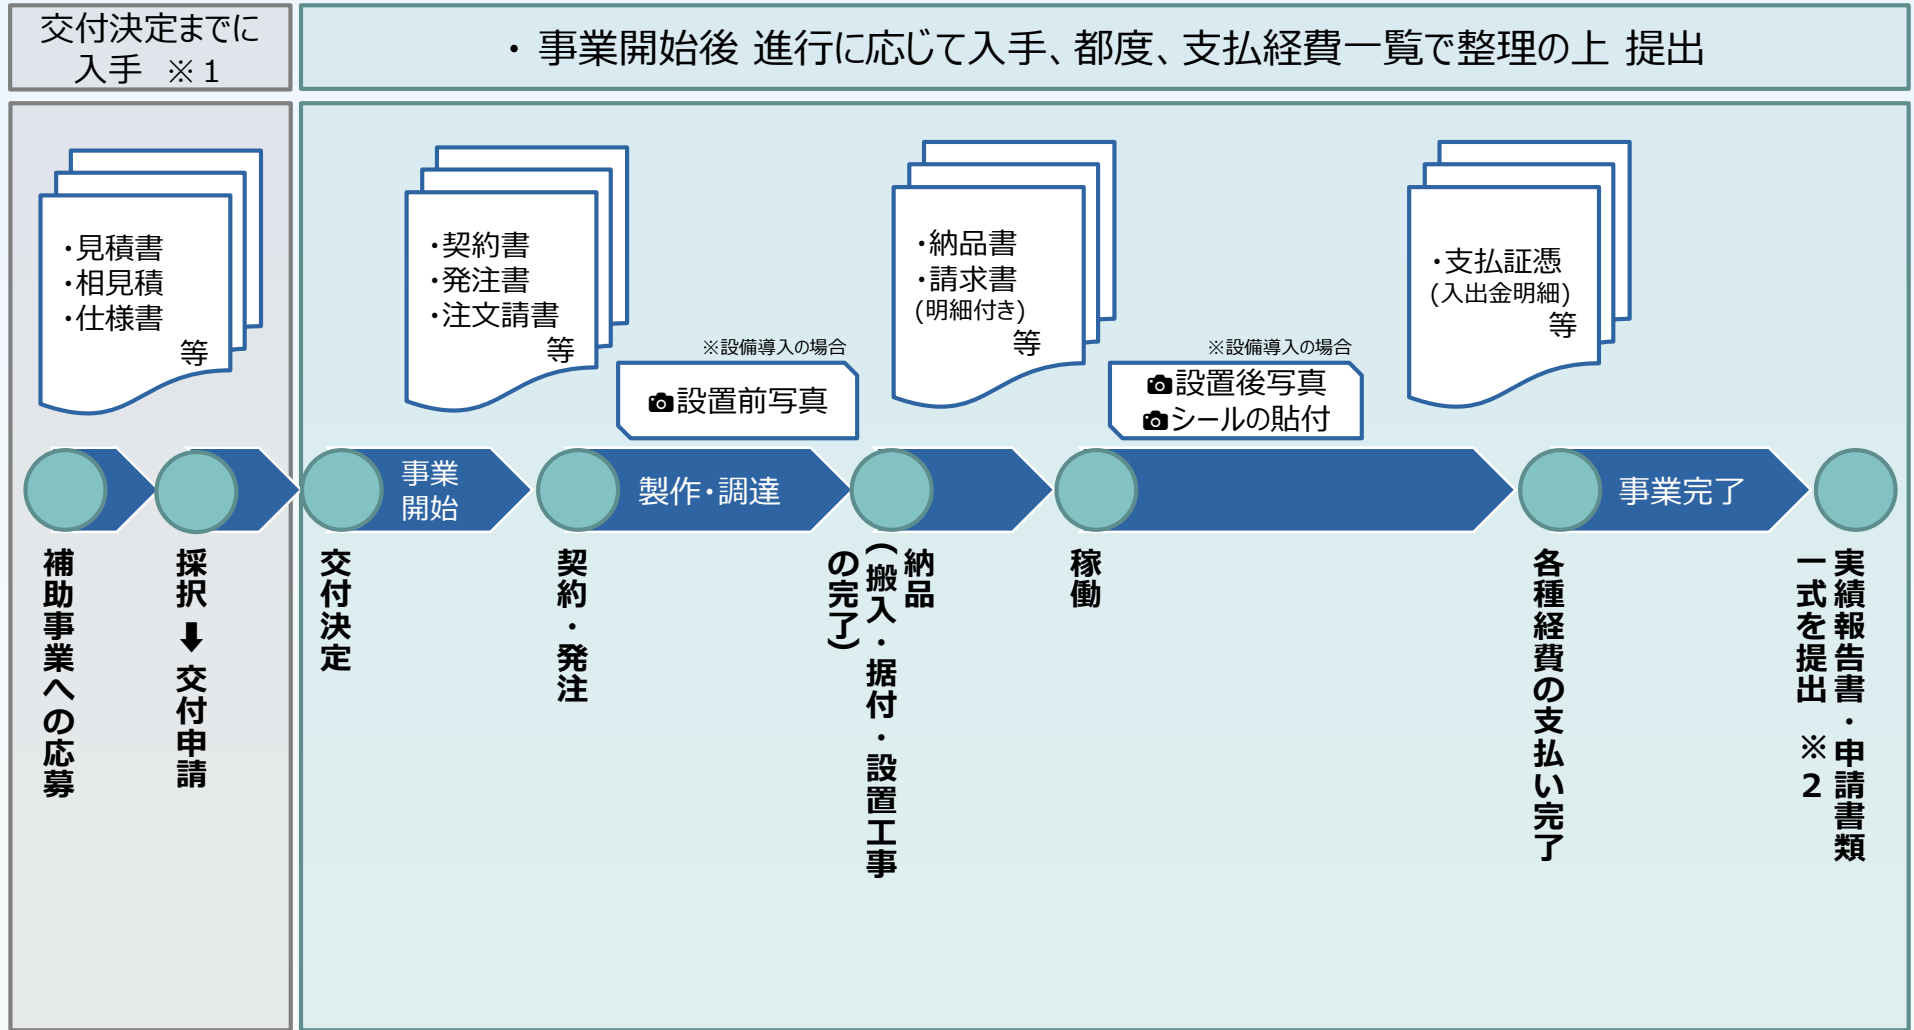 交付決定までに
入手 ※1
・ 事業開始後 進行に応じて入手、都度、支払経費一覧で整理の上 提出
・見積書
・相見積
・仕様書
等
・契約書
・発注書
・注文請書
等
※設備導入の場合
設置前写真
・納品書
・請求書
(明細付き)
等
※設備導入の場合
設置後写真
シールの貼付
・支払証憑
(入出金明細)
等
事業
開始
製作・調達
事業完了
補助事業への応募
採択➡交付申請
交付決定
契約・発注
納品
(搬入・据付・設置工事
の完了)
稼働
各種経費の支払い完了
実績報告書・申請書類
一式を提出 ※2